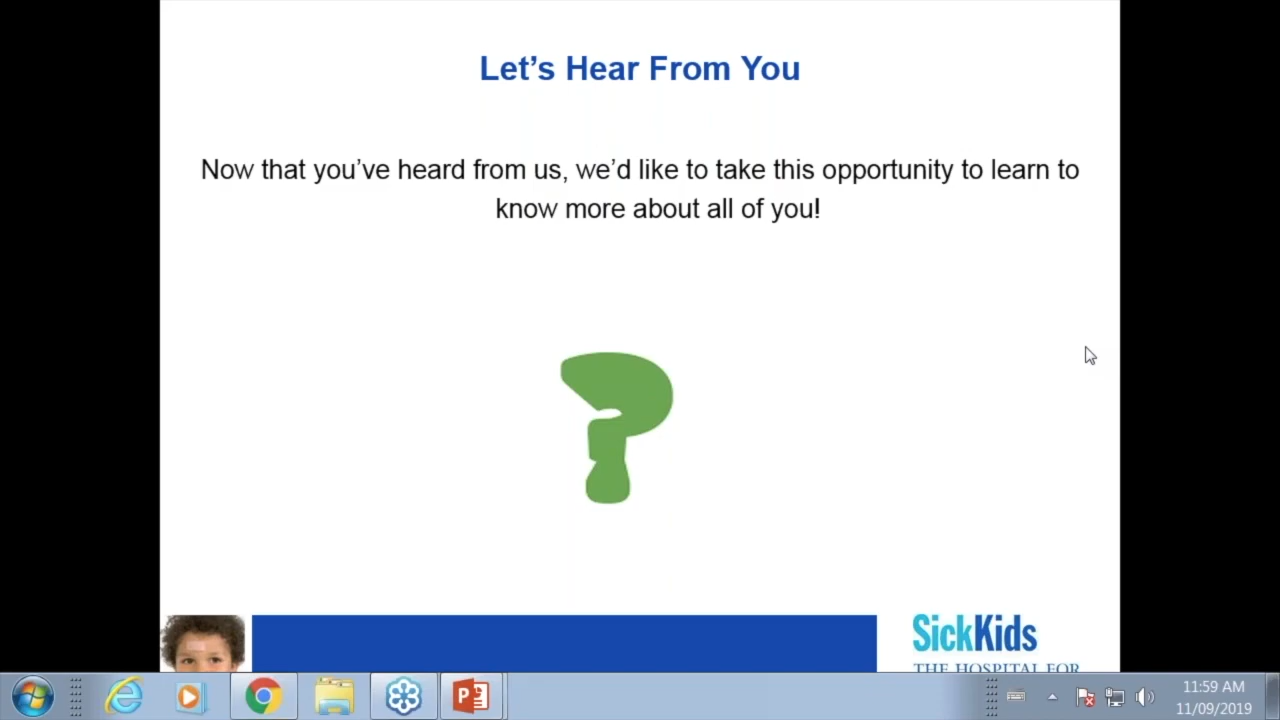 Let's Hear From You
Now that you've heard from us, we'd like to take this opportunity to learn to
know more about all of you!
?
SickKids
THE HOSPITAL FOR
11:59 AM
11/09/2019